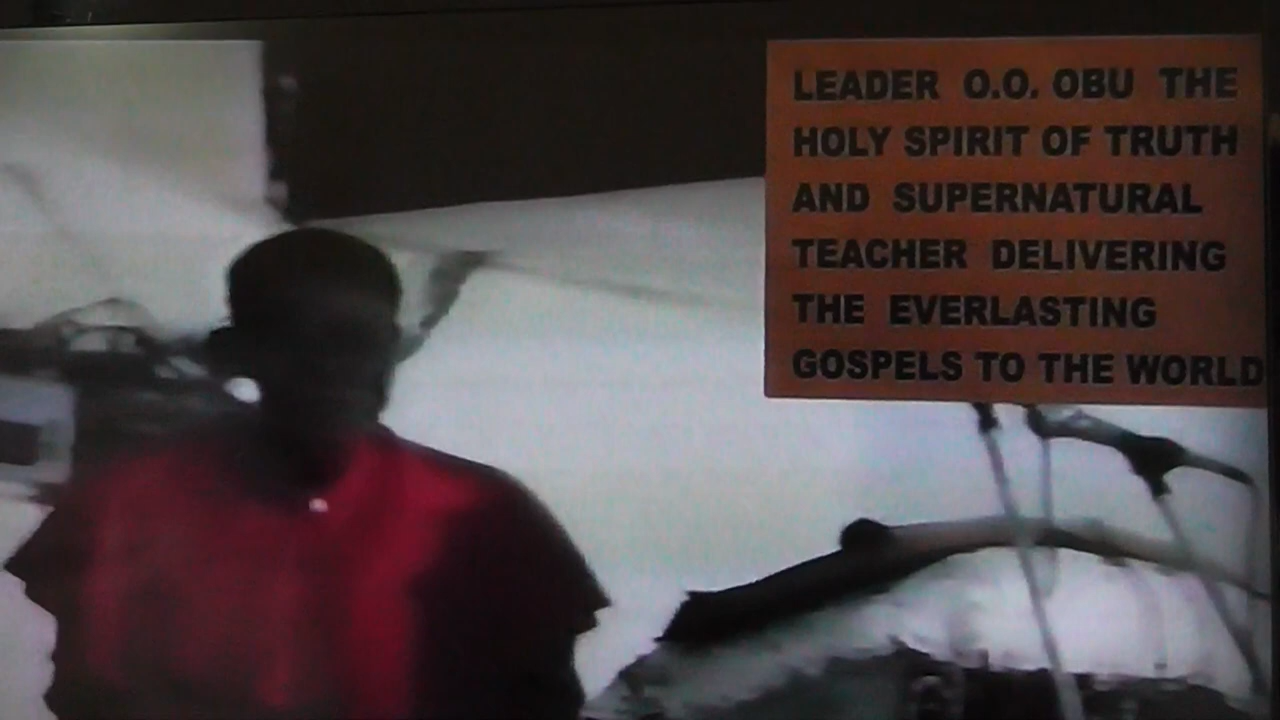 LEADER O.O. OBU THE
HOLY SPIRIT OF TRUTH
AND SUPERNATURAL
TEACHER DELIVERING
THE EVERLASTING
GOSPELS TO THE WORLD